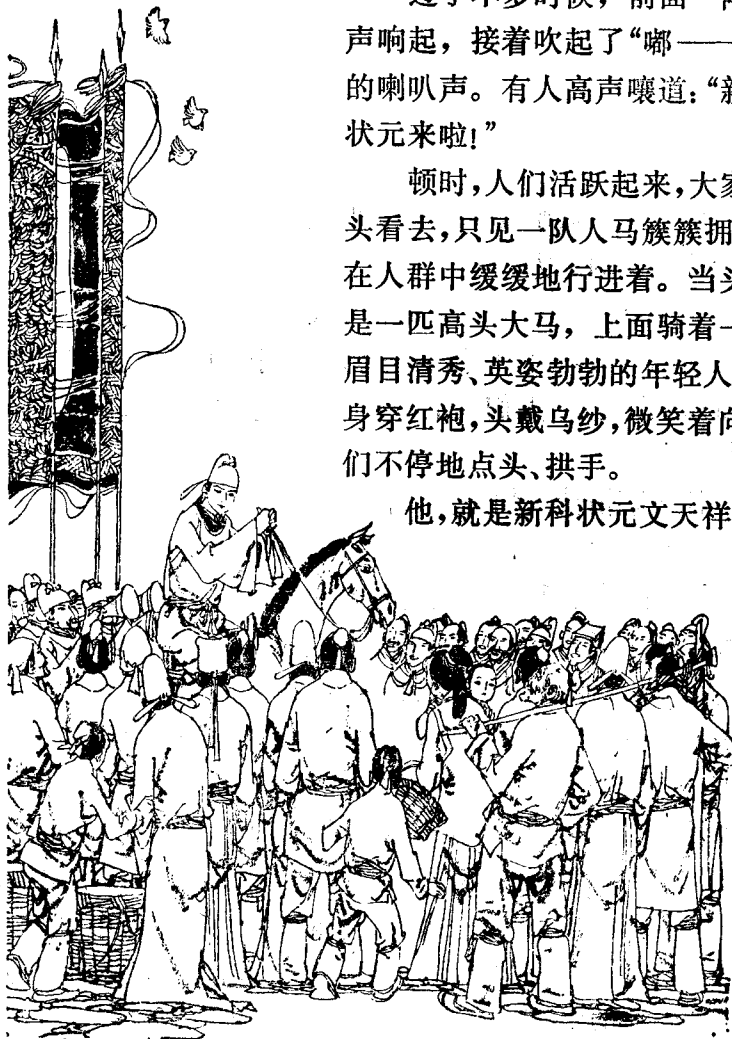 声响起，接着吹起了“嘟——
的喇叭声。有人高声嚷道：“新
状元来啦！”
顿时，人们活跃起来，大家
头看去，只见一队人马簇簇拥
在人群中缓缓地行进着。当头
是一匹高头大马，上面骑着一
眉目清秀、英姿勃勃的年轻人
身穿红袍，头戴乌纱，微笑着向
们不停地点头、拱手。
他，就是新科状元文天祥